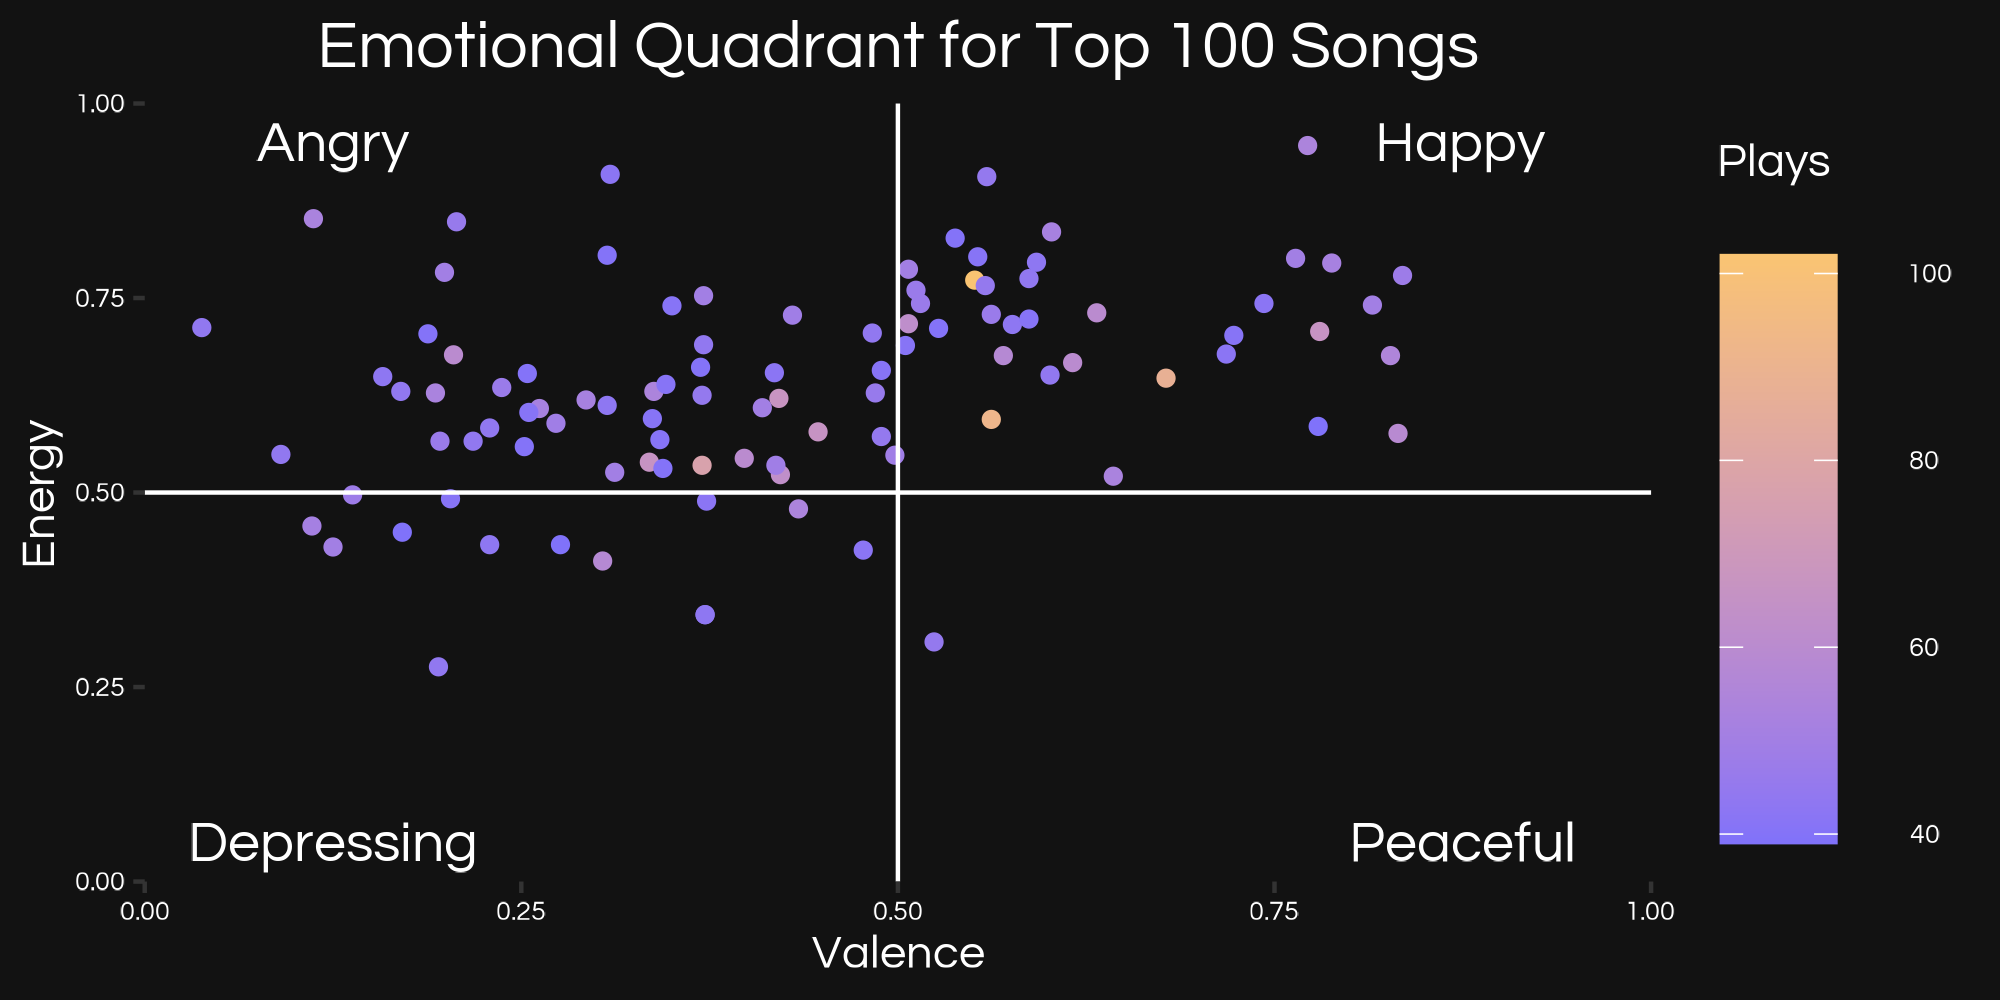 Emotional Quadrant for Top 100 Songs
1.00
Angry
Happy
Plays
100
0.75
80
Energy
0.50
60
0.25
Depressing
Peaceful
40
0.00
0.00 0.25 0.50 0.75 1.00
Valence